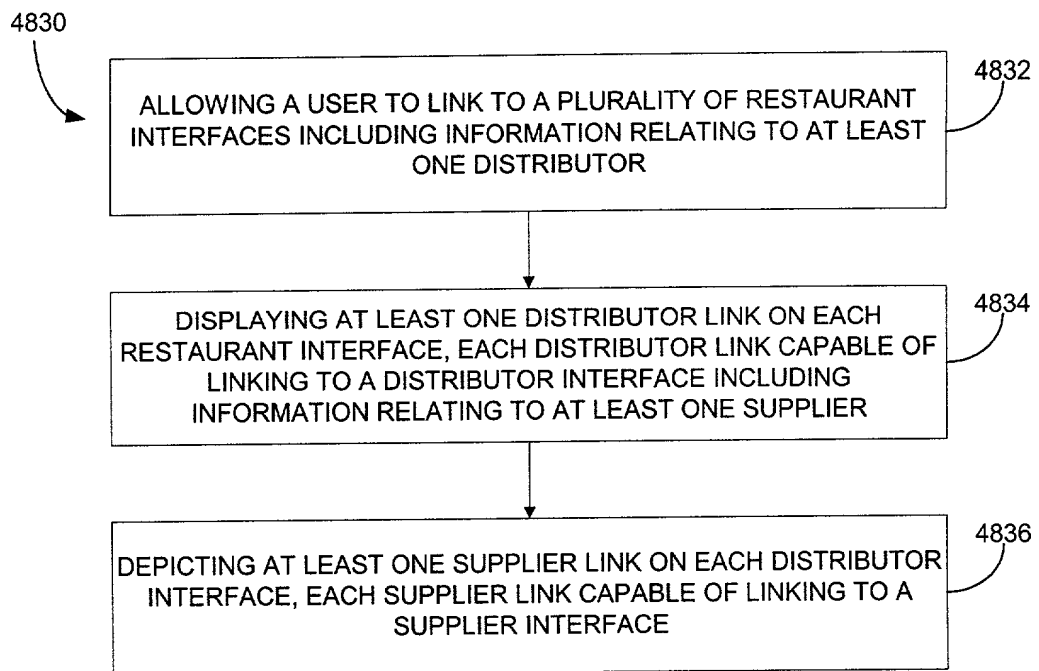 4830
4832
ALLOWING A USER TO LINK TO A PLURALITY OF RESTAURANT
INTERFACES INCLUDING INFORMATION RELATING TO AT LEAST
ONE DISTRIBUTOR
4834
DISPLAYING AT LEAST ONE DISTRIBUTOR LINK ON EACH
RESTAURANT INTERFACE, EACH DISTRIBUTOR LINK CAPABLE OF
LINKING TO A DISTRIBUTOR INTERFACE INCLUDING
INFORMATION RELATING TO AT LEAST ONE SUPPLIER
4836
DEPICTING AT LEAST ONE SUPPLIER LINK ON EACH DISTRIBUTOR
INTERFACE, EACH SUPPLIER LINK CAPABLE OF LINKING TO A
SUPPLIER INTERFACE